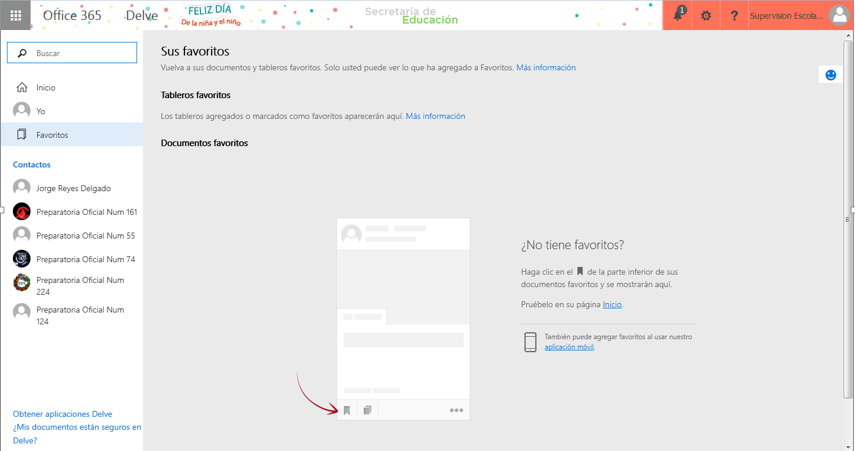 Office 365
Delve
FELIZ DÍA
De la niña y el niño
Secretaría de
Educación
1
?
Supervision Escola...
Buscar
Inicio
Yo
Favoritos
Contactos
Jorge Reyes Delgado
Preparatoria Oficial Num 161
Preparatoria Oficial Num 55
Preparatoria Oficial Num 74
Preparatoria Oficial Num
224
Preparatoria Oficial Num
124
Obtener aplicaciones Delve
¿Mis documentos están seguros en
Delve?
Sus favoritos
Vuelva a sus documentos y tableros favoritos. Solo usted puede ver lo que ha agregado a Favoritos. Más información
Tableros favoritos
Los tableros agregados o marcados como favoritos aparecerán aquí. Más información
Documentos favoritos
¿No tiene favoritos?
Haga clic en el de la parte inferior de sus
documentos favoritos y se mostrarán aquí.
Pruébelo en su página Inicio.
También puede agregar favoritos al usar nuestro
aplicación móvil.